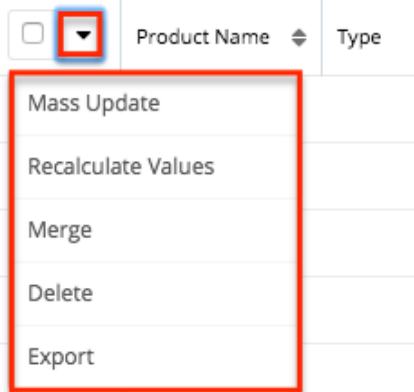 Product Name
Type
Mass Update
Recalculate Values
Merge
Delete
Export